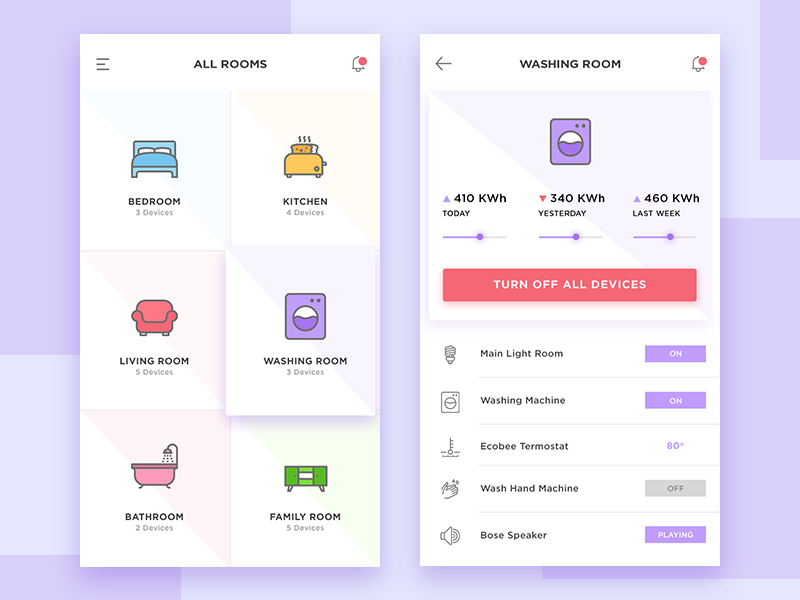 ALL ROOMS
BEDROOM
3 Devices
KITCHEN
4 Devices
LIVING ROOM
5 Devices
WASHING ROOM
3 Devices
BATHROOM
2 Devices
FAMILY ROOM
5 Devices
WASHING ROOM
410 KWh
TODAY
340 KWh
YESTERDAY
460 KWh
LAST WEEK
TURN OFF ALL DEVICES
Main Light Room ON
Washing Machine ON
Ecobee Termostat 80°
Wash Hand Machine OFF
Bose Speaker PLAYING